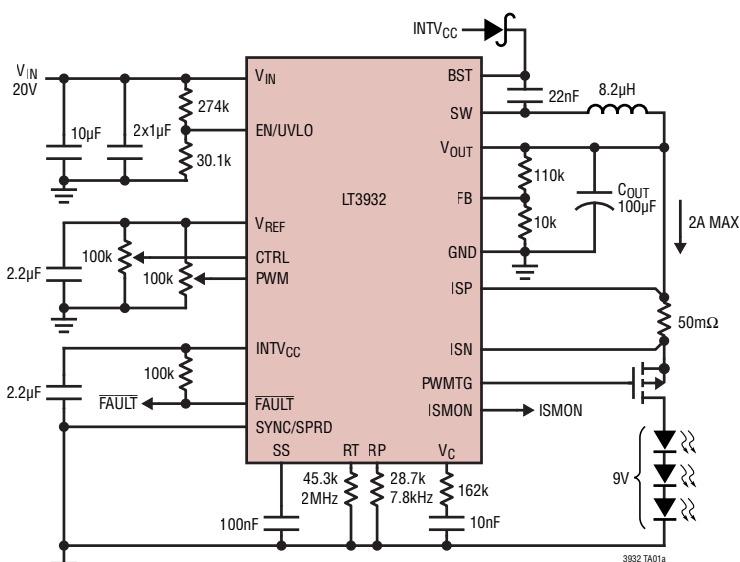 INTVCC
VIN
20V
10µF
2x1µF
274k
30.1k
VIN
EN/UVLO
BST
22nF
8.2µH
SW
VOUT
110k
FB
10k
COUT
100µF
2A MAX
LT3932
GND
VREF
CTRL
PWM
100k
100k
2.2µF
ISP
50mΩ
ISN
INTVCC
100k
2.2µF
FAULT
FAULT
SYNC/SPRD
PWMTG
ISMON
ISMON
SS
RT
RP
VC
45.3k
2MHz
28.7k
7.8kHz
162k
100nF
10nF
9V
3932 TA01a